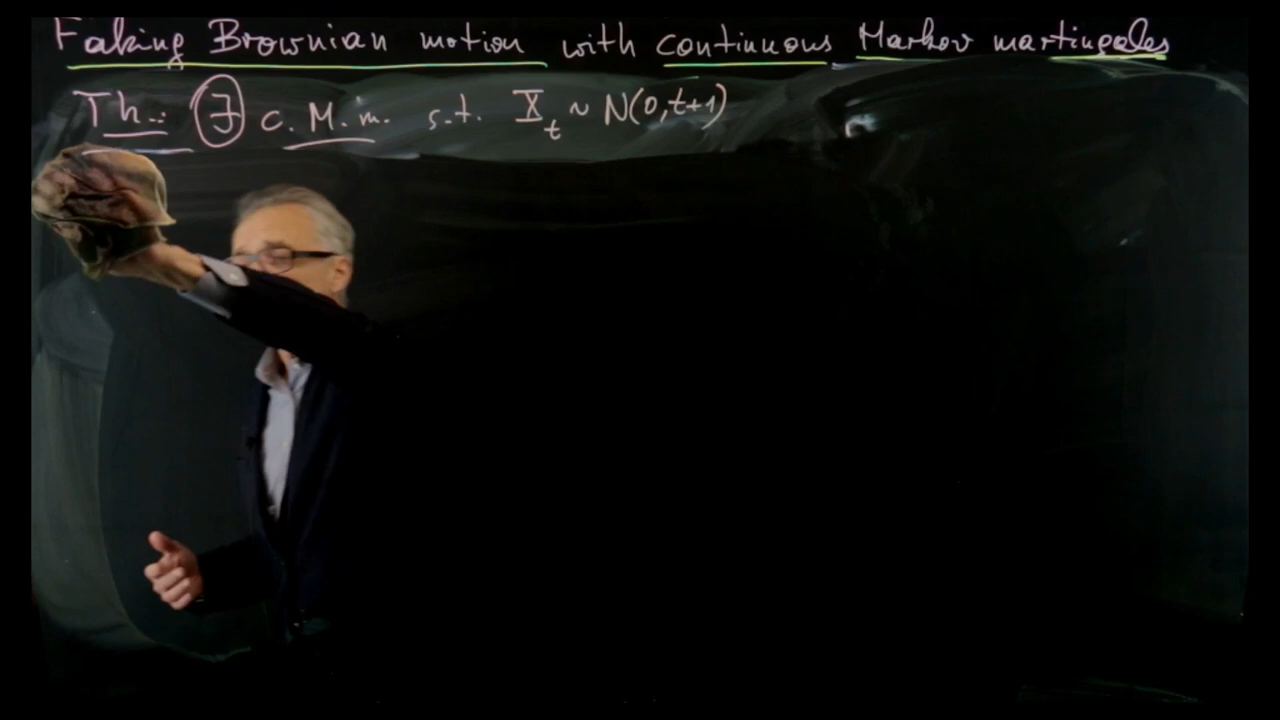 Faking Brownian motion with continuous Markov martingales
Th.: ∃ c. M. m. s.t. X_t ~ N(0,t+1)